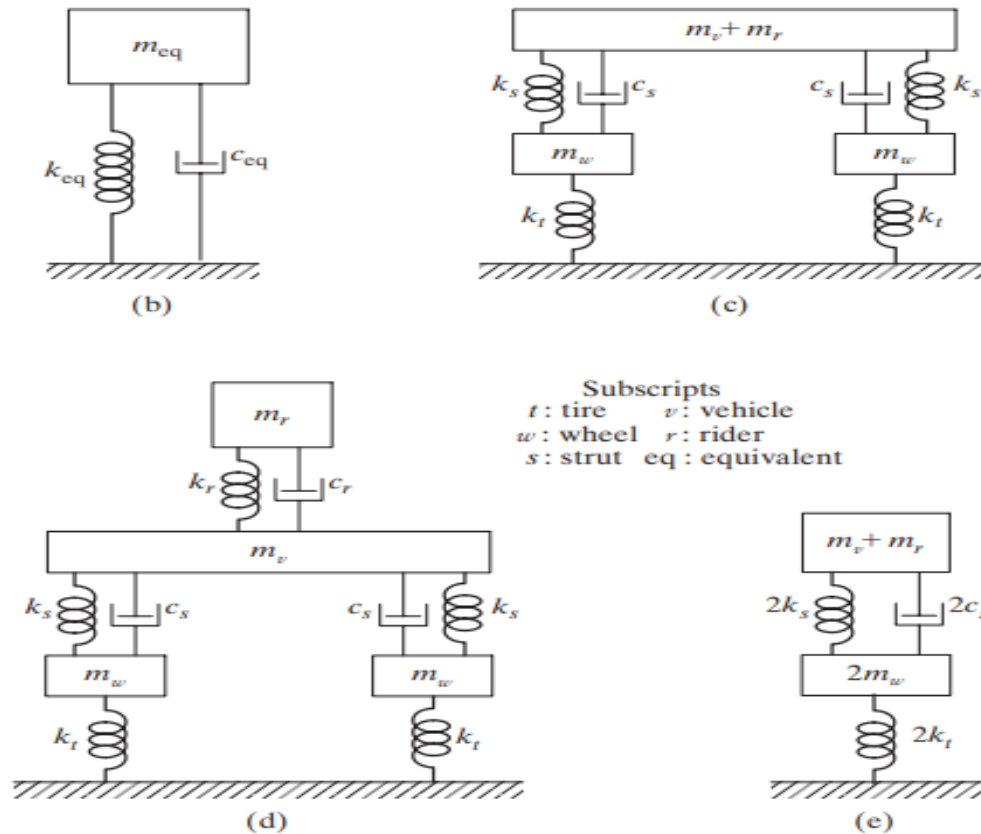 m_eq
k_eq
c_eq
(b)
m_v + m_r
k_s
c_s
c_s
k_s
m_w
m_w
k_t
k_t
(c)
m_r
k_r
c_r
m_v
k_s
c_s
c_s
k_s
m_w
m_w
k_t
k_t
(d)
Subscripts
t : tire v : vehicle
w : wheel r : rider
s : strut eq : equivalent
m_v + m_r
2k_s
2c
2m_w
2k_t
(e)